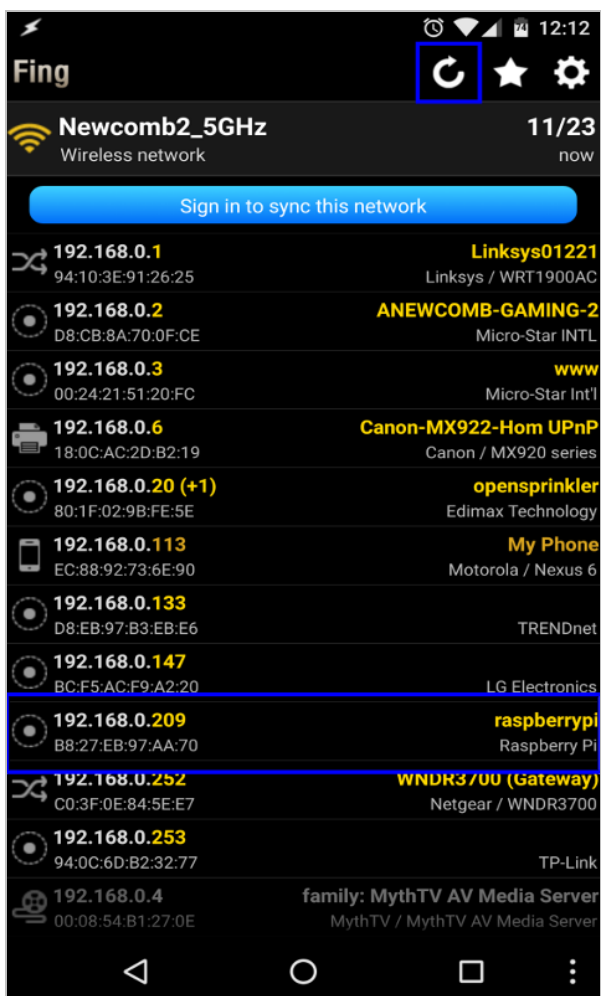 74 12:12
Fing
Newcomb2_5GHz 11/23
Wireless network now
Sign in to sync this network
192.168.0.1 Linksys01221
94:10:3E:91:26:25 Linksys / WRT1900AC
192.168.0.2 ANEWCOMB-GAMING-2
D8:CB:8A:70:0F:CE Micro-Star INTL
192.168.0.3 www
00:24:21:51:20:FC Micro-Star Int'l
192.168.0.6 Canon-MX922-Hom UPnP
18:0C:AC:2D:B2:19 Canon / MX920 series
192.168.0.20 (+1) opensprinkler
80:1F:02:9B:FE:5E Edimax Technology
192.168.0.113 My Phone
EC:88:92:73:6E:90 Motorola / Nexus 6
192.168.0.133
D8:EB:97:B3:EB:E6 TRENDnet
192.168.0.147
BC:F5:AC:F9:A2:20 LG Electronics
192.168.0.209 raspberrypi
B8:27:EB:97:AA:70 Raspberry Pi
192.168.0.252 WNDR3700 (Gateway)
C0:3F:0E:84:5E:E7 Netgear / WNDR3700
192.168.0.253
94:0C:6D:B2:32:77 TP-Link
192.168.0.4 family: MythTV AV Media Server
00:08:54:B1:27:0E MythTV / MythTV AV Media Server